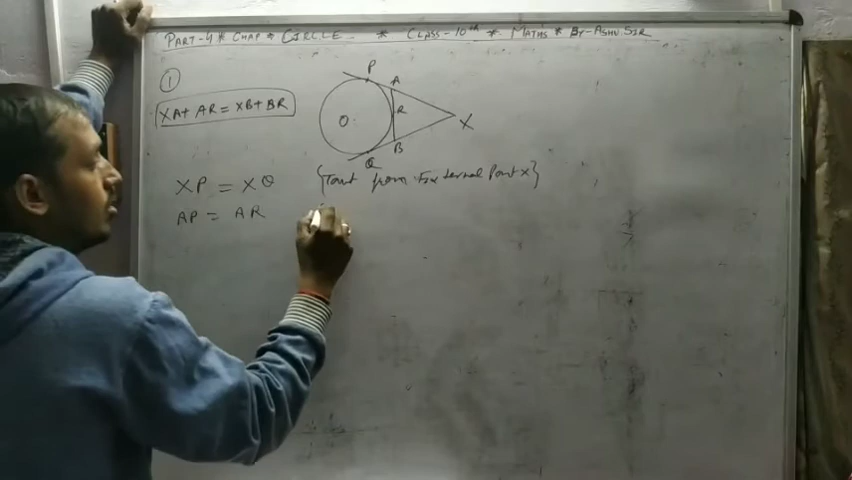 PART-4 * CHAP * CIRCLE * CLASS-10th * MATHS * BY-ASHU SIR
1
XA + AR = XB + BR
P
A
R
O
X
B
Q
XP = XQ {Tant from External Point X}
AP = AR